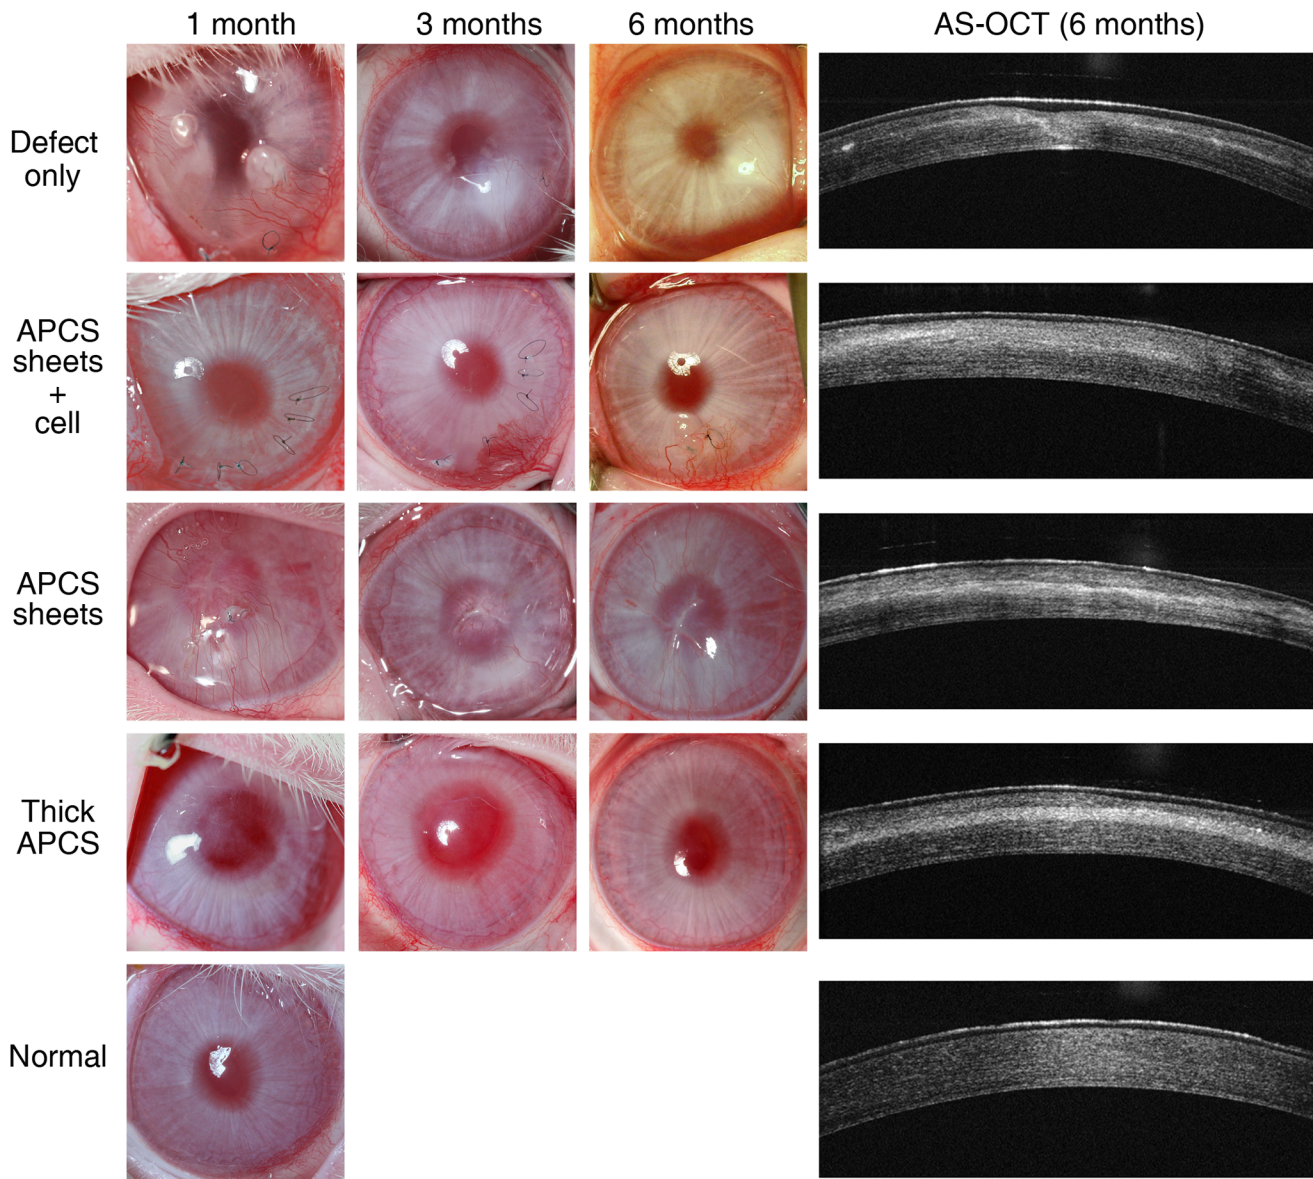 1 month
3 months
6 months
AS-OCT (6 months)
Defect
only
APCS
sheets
+
cell
APCS
sheets
Thick
APCS
Normal